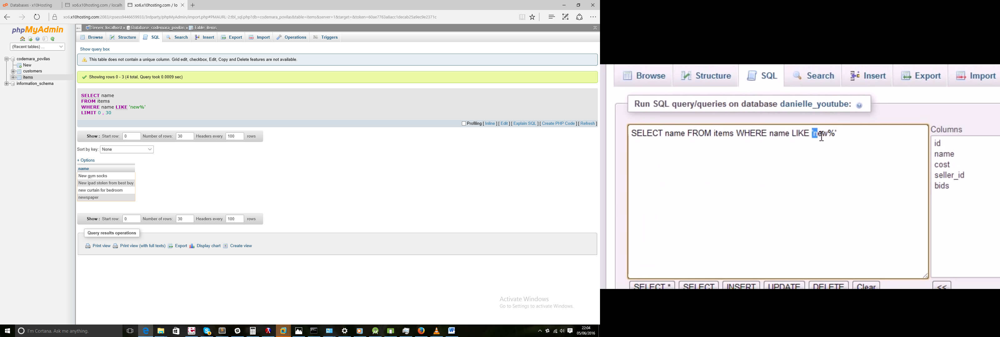 Databases - x10Hosting
xo6.x10hosting.com / localh
xo6.x10hosting.com / lo
xo6.x10hosting.com:2083/cpsess9446659933/3rdparty/phpMyAdmin/import.php#PMAURL-2:tbl_sql.php?db=codemara_povilas&table=items&server=1&target=&token=60ae7763a8acc1decab25a9ec9e2371c
phpMyAdmin
(Recent tables) ...
codemara_povilas
New
customers
items
information_schema
Server: localhost » Database: codemara_povilas » Table: items
Browse Structure SQL Search Insert Export Import Operations Triggers
Show query box
This table does not contain a unique column. Grid edit, checkbox, Edit, Copy and Delete features are not available.
Showing rows 0 - 3 (4 total, Query took 0.0009 sec)
SELECT name
FROM items
WHERE name LIKE 'new%'
LIMIT 0 , 30
Profiling [ Inline ] [ Edit ] [ Explain SQL ] [ Create PHP Code ] [ Refresh ]
Show : Start row: 0 Number of rows: 30 Headers every 100 rows
Sort by key: None
+ Options
name
New gym socks
New ipad stolen from best buy
new curtain for bedroom
newspaper
Show : Start row: 0 Number of rows: 30 Headers every 100 rows
Query results operations
Print view Print view (with full texts) Export Display chart Create view
Activate Windows
Go to Settings to activate Windows.
I'm Cortana. Ask me anything.
22:04
05/06/2016
Browse Structure SQL Search Insert Export Import
Run SQL query/queries on database danielle_youtube:
SELECT name FROM items WHERE name LIKE 'new%'
Columns
id
name
cost
seller_id
bids
SELECT * SELECT INSERT UPDATE DELETE Clear <<